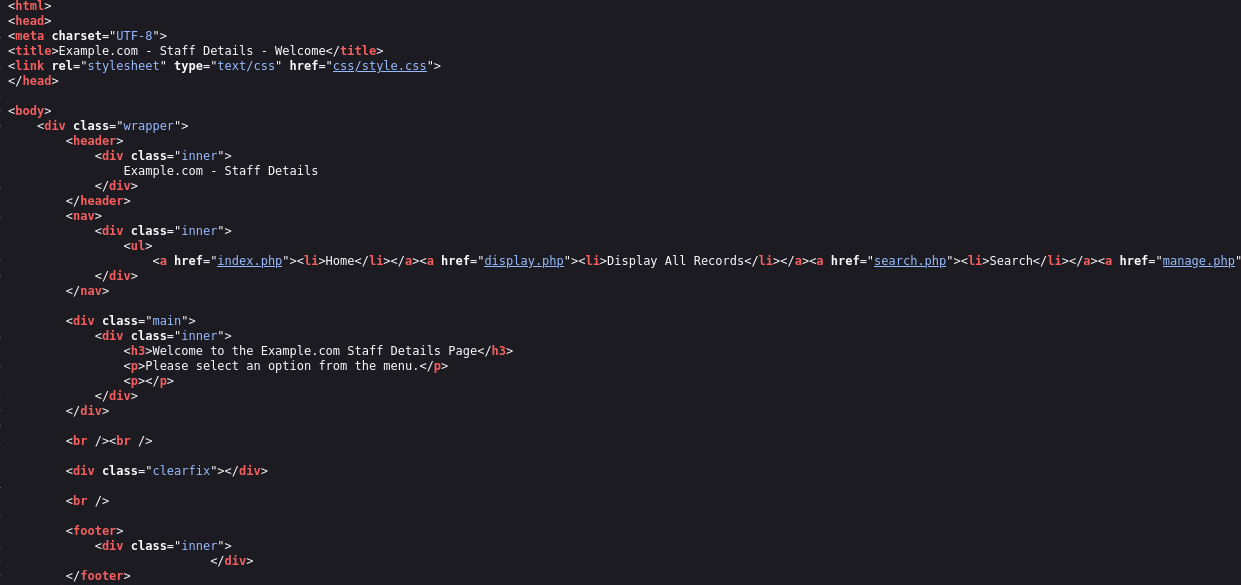 <html>
<head>
<meta charset="UTF-8">
<title>Example.com - Staff Details - Welcome</title>
<link rel="stylesheet" type="text/css" href="css/style.css">
</head>
<body>
<div class="wrapper">
<header>
<div class="inner">
Example.com - Staff Details
</div>
</header>
<nav>
<div class="inner">
<ul>
<a href="index.php"><li>Home</li></a><a href="display.php"><li>Display All Records</li></a><a href="search.php"><li>Search</li></a><a href="manage.php"
</div>
</nav>
<div class="main">
<div class="inner">
<h3>Welcome to the Example.com Staff Details Page</h3>
<p>Please select an option from the menu.</p>
<p></p>
</div>
</div>
<br /><br />
<div class="clearfix"></div>
<br />
<footer>
<div class="inner">
</div>
</footer>